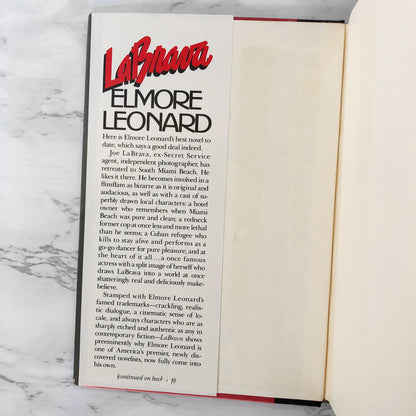 LaBrava
ELMORE
LEONARD
Here is Elmore Leonard's best novel to
date, which says a good deal indeed.
Joe LaBrava, ex-Secret Service
agent, independent photographer, has
retreated to South Miami Beach. He
likes it there. He becomes involved in a
flimflam as bizarre as it is original and
audacious, as well as with a cast of su-
perbly drawn local characters: a hotel
owner who remembers when Miami
Beach was pure and clean; a redneck
former cop at once less and more lethal
than he seems; a Cuban refugee who
kills to stay alive and performs as a
go-go dancer for pure pleasure; and at
the heart of it all...a once famous
actress with a split image of herself who
draws LaBrava into a world at once
shatteringly real and deliciously make-
believe.
Stamped with Elmore Leonard's
famed trademarks—crackling, realis-
tic dialogue, a cinematic sense of lo-
cale, and always characters who are as
sharply etched and authentic as any in
contemporary fiction—LaBrava shows
preeminently why Elmore Leonard is
one of America's premier, newly dis-
covered novelists, now fully come into
his own.
(continued on back